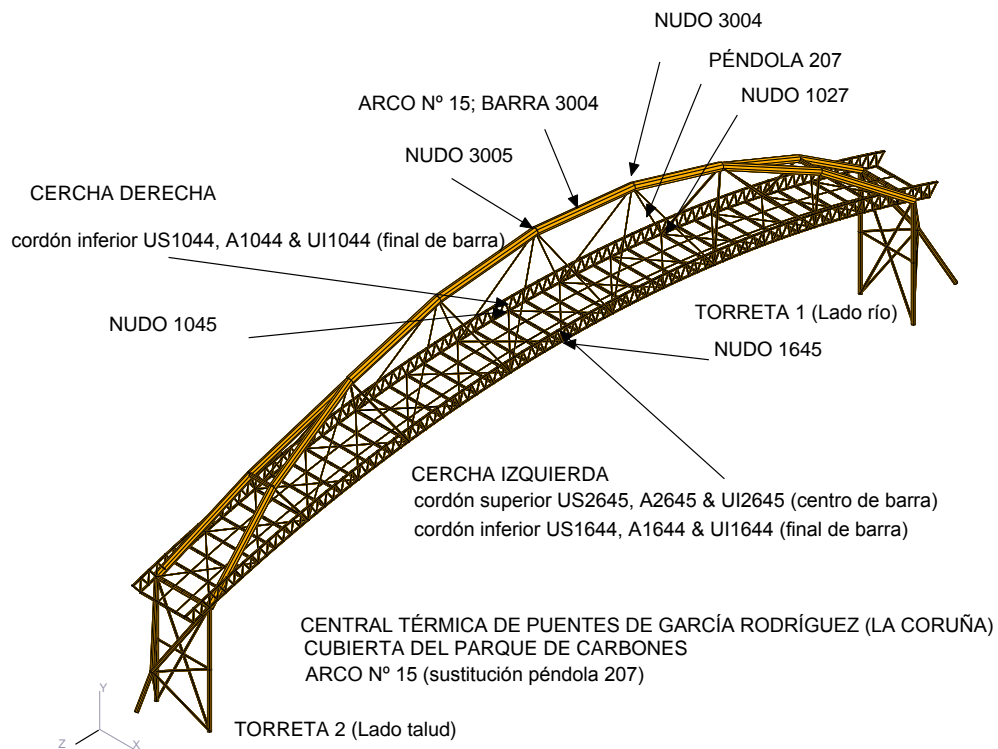 NUDO 3004
PÉNDOLA 207
ARCO Nº 15; BARRA 3004
NUDO 1027
NUDO 3005
CERCHA DERECHA
cordón inferior US1044, A1044 & UI1044 (final de barra)
NUDO 1045
TORRETA 1 (Lado río)
NUDO 1645
CERCHA IZQUIERDA
cordón superior US2645, A2645 & UI2645 (centro de barra)
cordón inferior US1644, A1644 & UI1644 (final de barra)
CENTRAL TÉRMICA DE PUENTES DE GARCÍA RODRÍGUEZ (LA CORUÑA)
CUBIERTA DEL PARQUE DE CARBONES
ARCO Nº 15 (sustitución péndola 207)
TORRETA 2 (Lado talud)
Y
Z
X